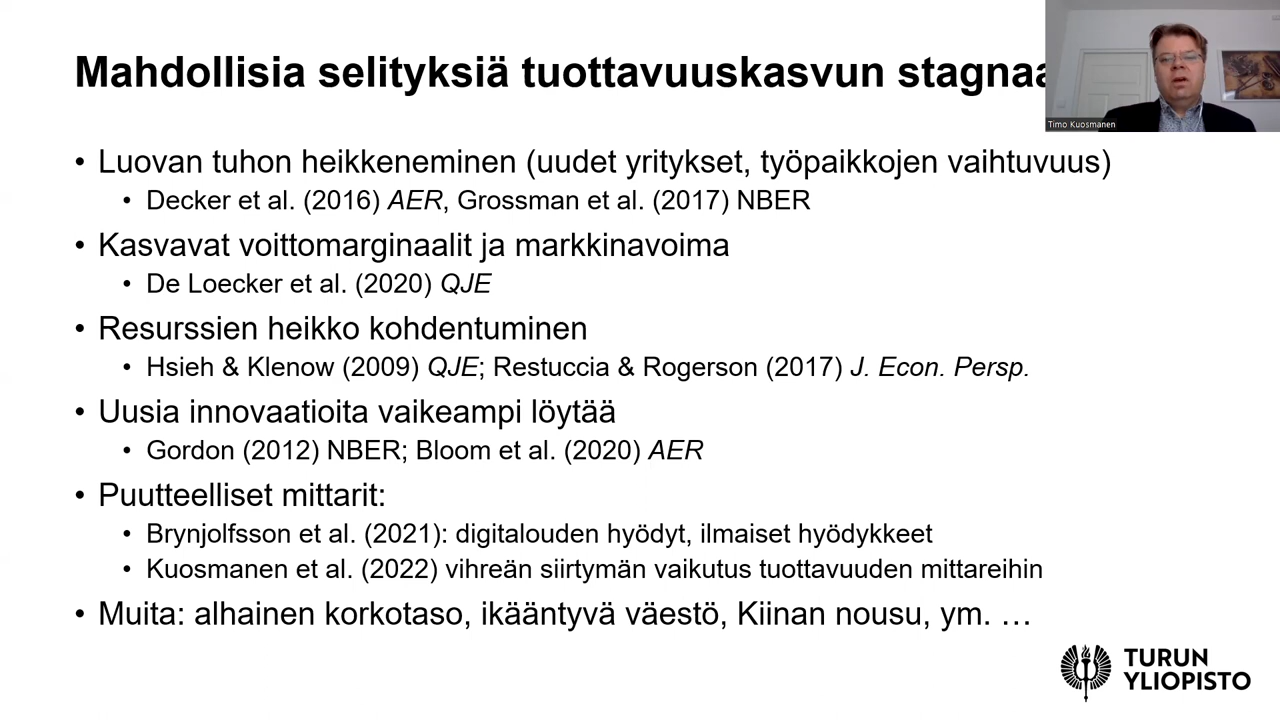 Mahdollisia selityksiä tuottavuuskasvun
Timo Kuosmanen
• Luovan tuhon heikkeneminen (uudet yritykset, työpaikkojen vaihtuvuus)
• Decker et al. (2016) AER, Grossman et al. (2017) NBER
• Kasvavat voittomarginaalit ja markkinavoima
• De Loecker et al. (2020) QJE
• Resurssien heikko kohdentuminen
• Hsieh & Klenow (2009) QJE; Restuccia & Rogerson (2017) J. Econ. Persp.
• Uusia innovaatioita vaikeampi löytää
• Gordon (2012) NBER; Bloom et al. (2020) AER
• Puutteelliset mittarit:
• Brynjolfsson et al. (2021): digitalouden hyödyt, ilmaiset hyödykkeet
• Kuosmanen et al. (2022) vihreän siirtymän vaikutus tuottavuuden mittareihin
• Muita: alhainen korkotaso, ikääntyvä väestö, Kiinan nousu, ym. …
TURUN
YLIOPISTO